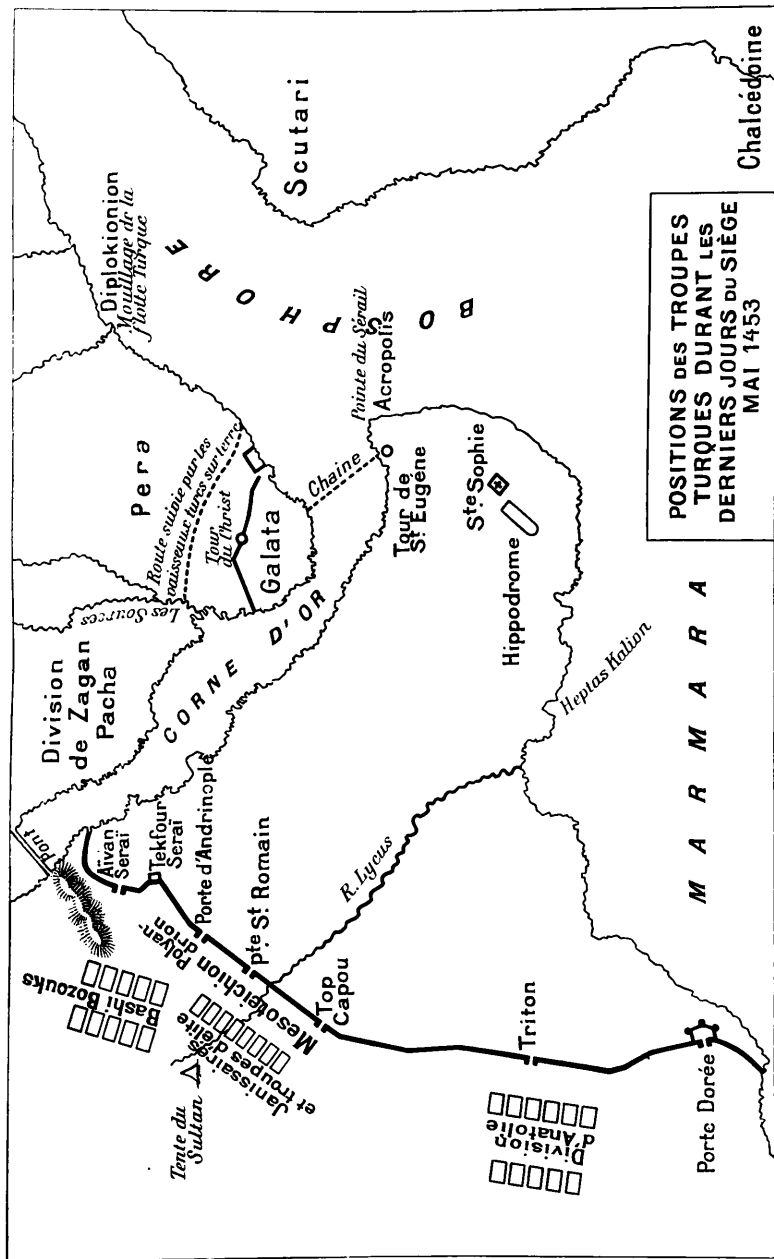 POSITIONS DES TROUPES
TURQUES DURANT LES
DERNIERS JOURS DU SIÈGE
MAI 1453
Scutari
Chalcédoine
Diplokionion
Mouillage de la
flotte Turque
BOSPHORE
Pera
Route suivie par les
vaisseaux turcs sur terre
Tour
du Christ
Galata
Les Sources
Division
de Zagan
Pacha
CORNE D'OR
Chaine
Pointe du Sérail
Acropolis
Tour de
St Eugène
Ste Sophie
Hippodrome
Heptas Kalion
MARMARA
R. Lycus
Pont
Aïvan
Seraï
Tekfour
Seraï
Porte d'Andrinople
Polyan-
drion
pte St Romain
Mesoteichion
Top
Capou
Triton
Porte Dorée
Bashi Bozouks
Janissaires
et troupes d'élite
Tente du
Sultan
Division
d'Anatolie